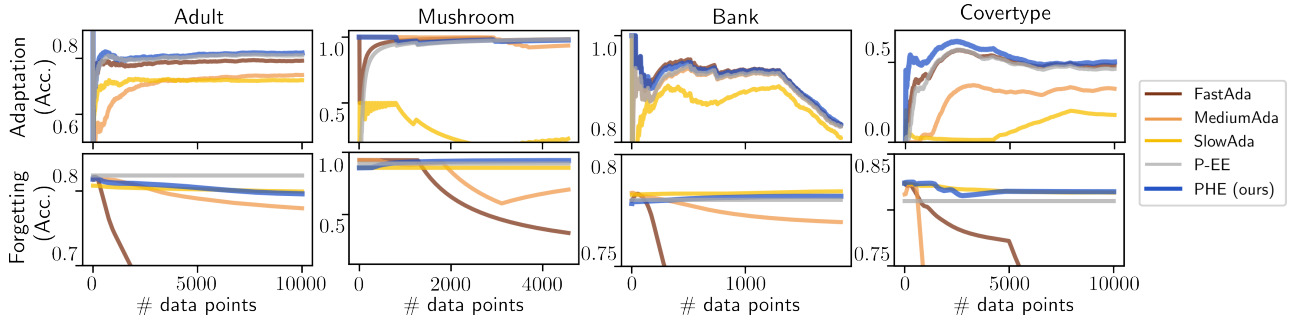 Adult
Mushroom
Bank
Covertype
Adaptation
(Acc.)
0.8
0.6
1.0
0.5
1.0
0.8
0.5
0.0
Forgetting
(Acc.)
0.8
0.7
1.0
0.5
0.8
0.75
0.85
0.75
0
5000
10000
0
2000
4000
0
1000
0
5000
10000
# data points
# data points
# data points
# data points
FastAda
MediumAda
SlowAda
P-EE
PHE (ours)